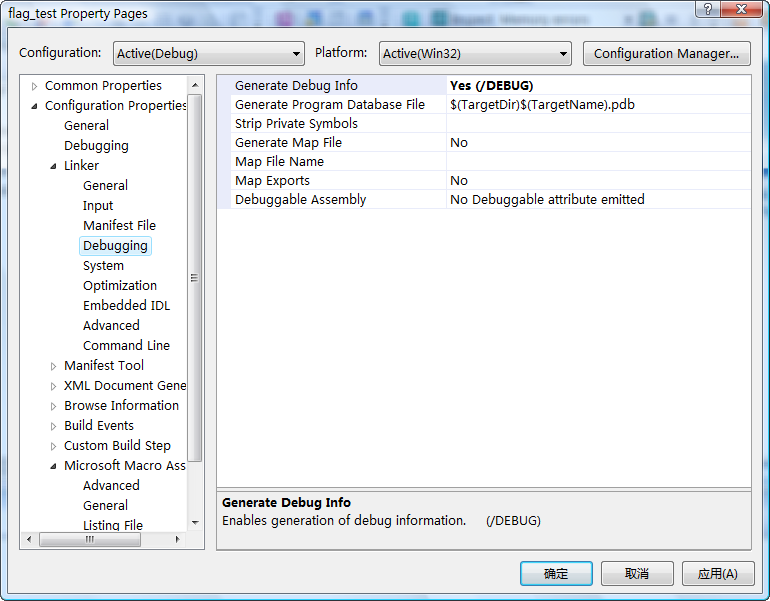 flag_test Property Pages
Configuration: Active(Debug) Platform: Active(Win32) Configuration Manager...
Common Properties
Configuration Properties
General
Debugging
Linker
General
Input
Manifest File
Debugging
System
Optimization
Embedded IDL
Advanced
Command Line
Manifest Tool
XML Document Gene
Browse Information
Build Events
Custom Build Step
Microsoft Macro Ass
Advanced
General
Listing File
Generate Debug Info Yes (/DEBUG)
Generate Program Database File $(TargetDir)$(TargetName).pdb
Strip Private Symbols
Generate Map File No
Map File Name
Map Exports No
Debuggable Assembly No Debuggable attribute emitted
Generate Debug Info
Enables generation of debug information. (/DEBUG)
确定 取消 应用(A)